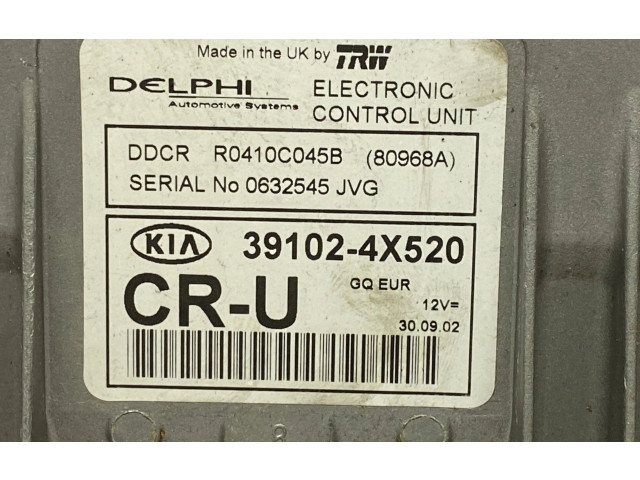 Made in the UK by TRW
DELPHI
Automotive Systems
ELECTRONIC
CONTROL UNIT
DDCR R0410C045B (80968A)
SERIAL No 0632545 JVG
KIA 39102-4X520
CR-U GQ EUR
12V=
30.09.02